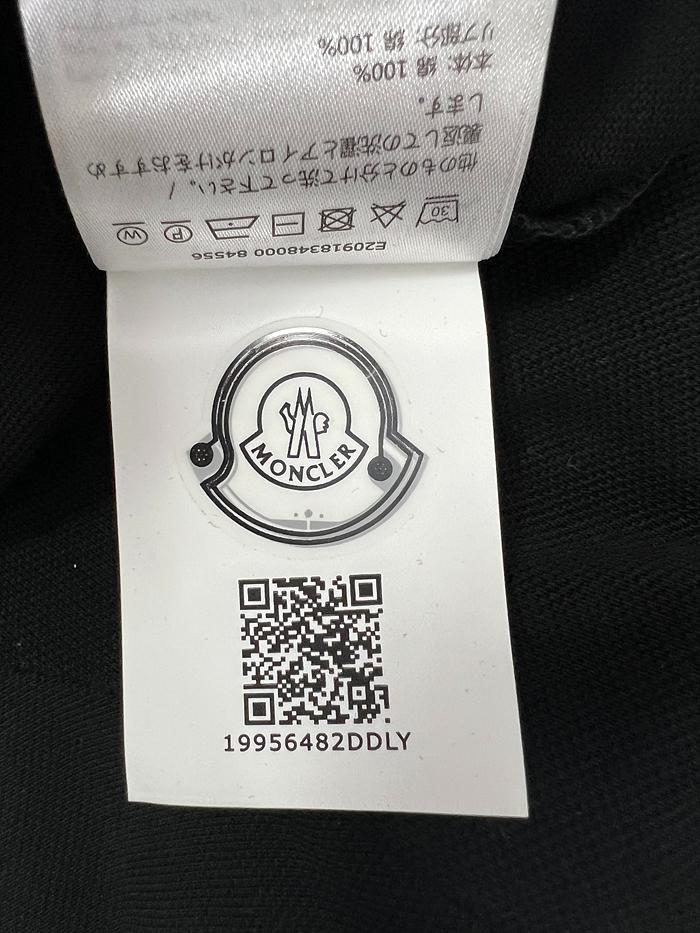 E20918348000 84556
30 P W
他のものと分けて洗って下さい。/
裏返しての洗濯とアイロンがけをおすすめ
します。
本体: 綿 100%
リブ部分: 綿 100%
MONCLER
19956482DDLY